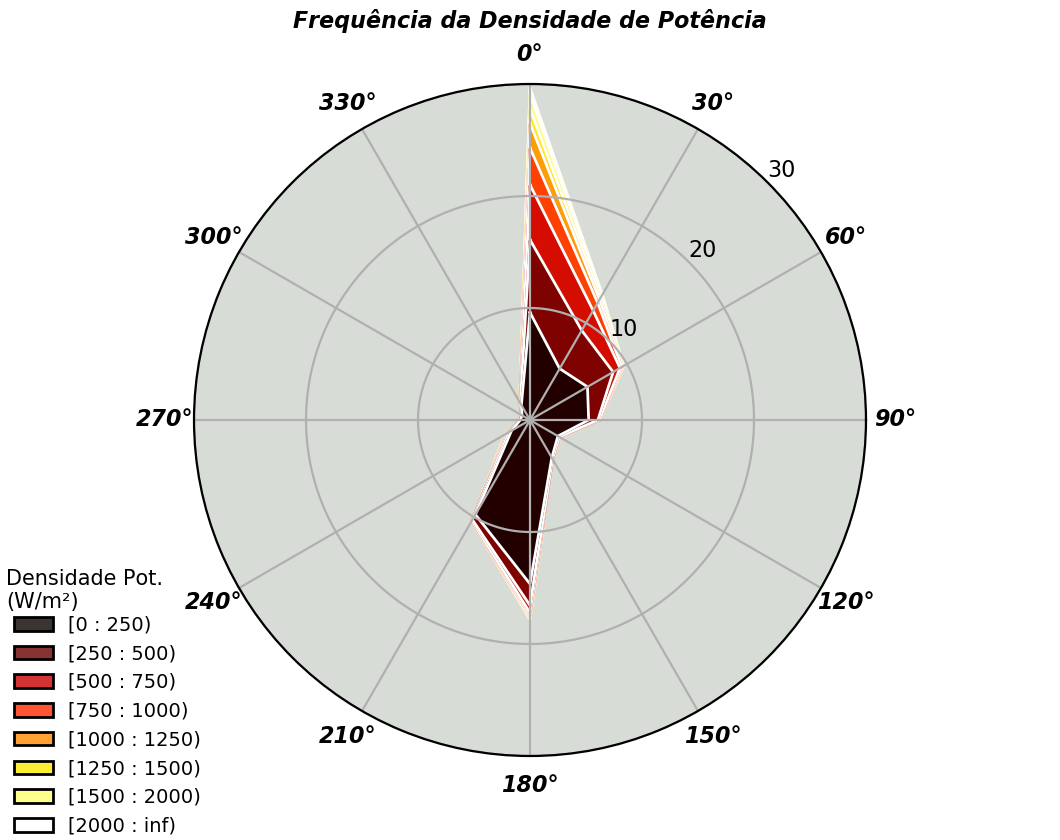 Frequência da Densidade de Potência
0°
330°
30°
30
300°
60°
20
10
270°
90°
240°
120°
210°
150°
180°
Densidade Pot.
(W/m²)
[0 : 250)
[250 : 500)
[500 : 750)
[750 : 1000)
[1000 : 1250)
[1250 : 1500)
[1500 : 2000)
[2000 : inf)